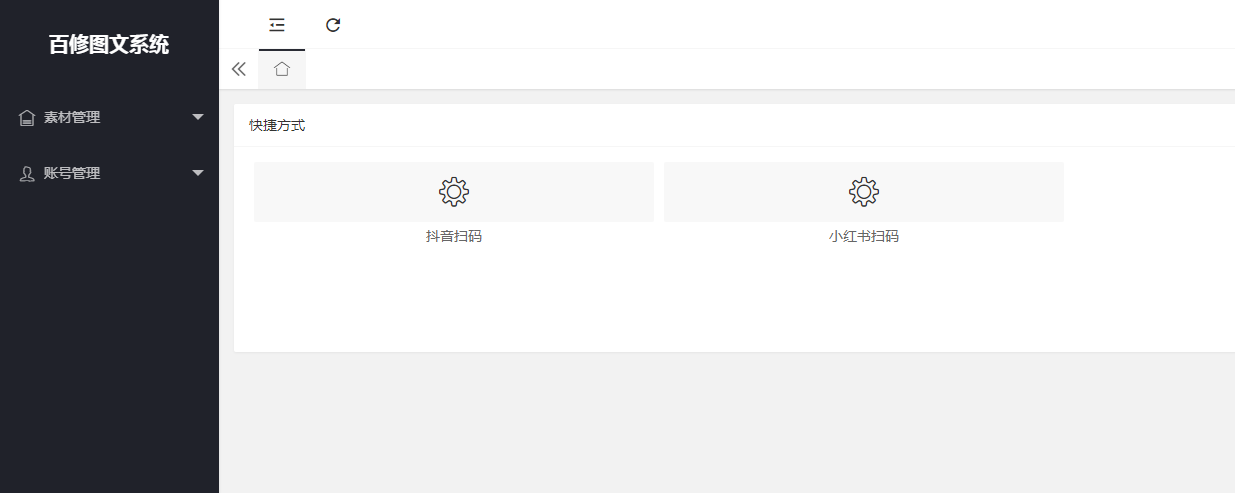 百修图文系统
素材管理
账号管理
快捷方式
抖音扫码
小红书扫码